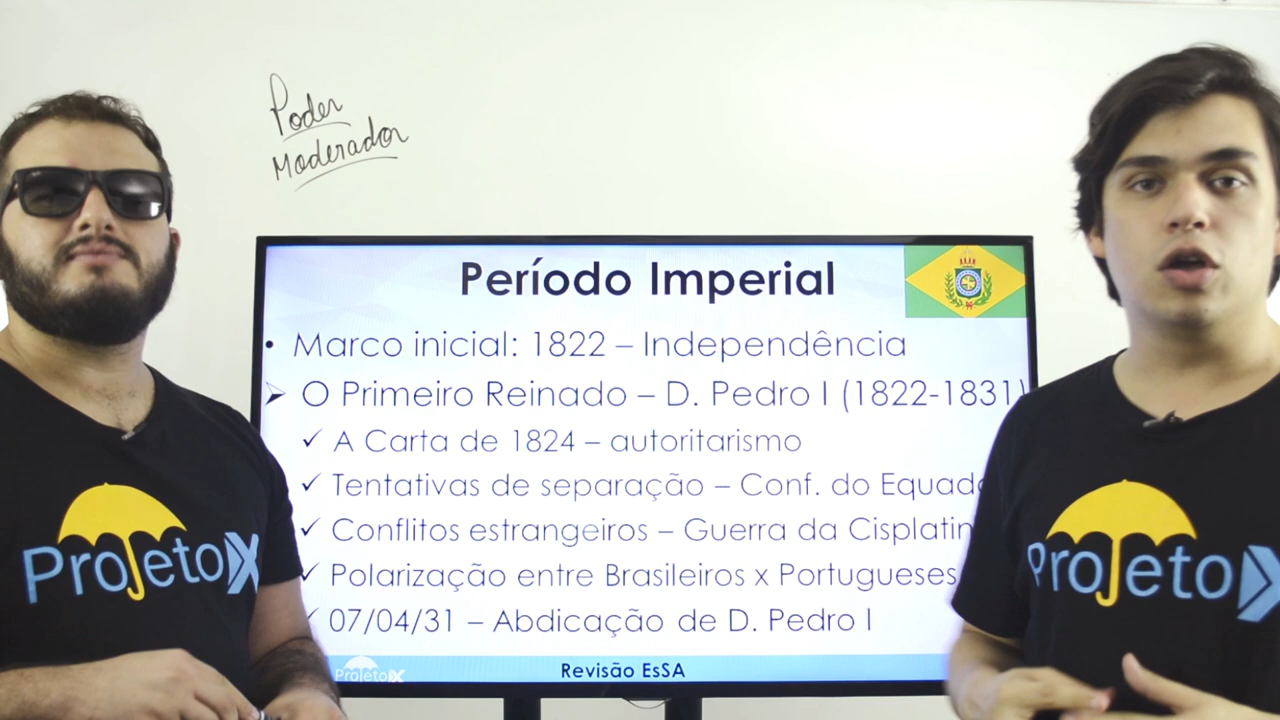 Poder
Moderador
Período Imperial
• Marco inicial: 1822 – Independência
➢ O Primeiro Reinado – D. Pedro I (1822-1831)
✓ A Carta de 1824 – autoritarismo
✓ Tentativas de separação – Conf. do Equado
✓ Conflitos estrangeiros – Guerra da Cisplatin
✓ Polarização entre Brasileiros x Portugueses
✓ 07/04/31 – Abdicação de D. Pedro I
ProjetoX
Revisão EsSA
ProjetoX
ProjetoX